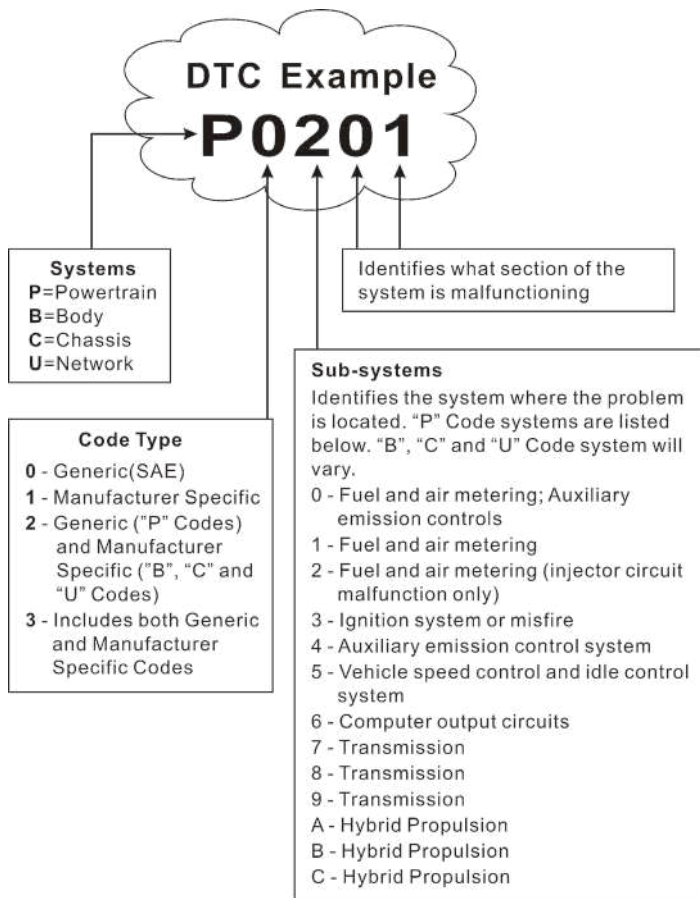 DTC Example
P0201
Systems
P=Powertrain
B=Body
C=Chassis
U=Network
Identifies what section of the
system is malfunctioning
Code Type
0 - Generic(SAE)
1 - Manufacturer Specific
2 - Generic ("P" Codes)
and Manufacturer
Specific ("B", "C" and
"U" Codes)
3 - Includes both Generic
and Manufacturer
Specific Codes
Sub-systems
Identifies the system where the problem
is located. "P" Code systems are listed
below. "B", "C" and "U" Code system will
vary.
0 - Fuel and air metering; Auxiliary
emission controls
1 - Fuel and air metering
2 - Fuel and air metering (injector circuit
malfunction only)
3 - Ignition system or misfire
4 - Auxiliary emission control system
5 - Vehicle speed control and idle control
system
6 - Computer output circuits
7 - Transmission
8 - Transmission
9 - Transmission
A - Hybrid Propulsion
B - Hybrid Propulsion
C - Hybrid Propulsion